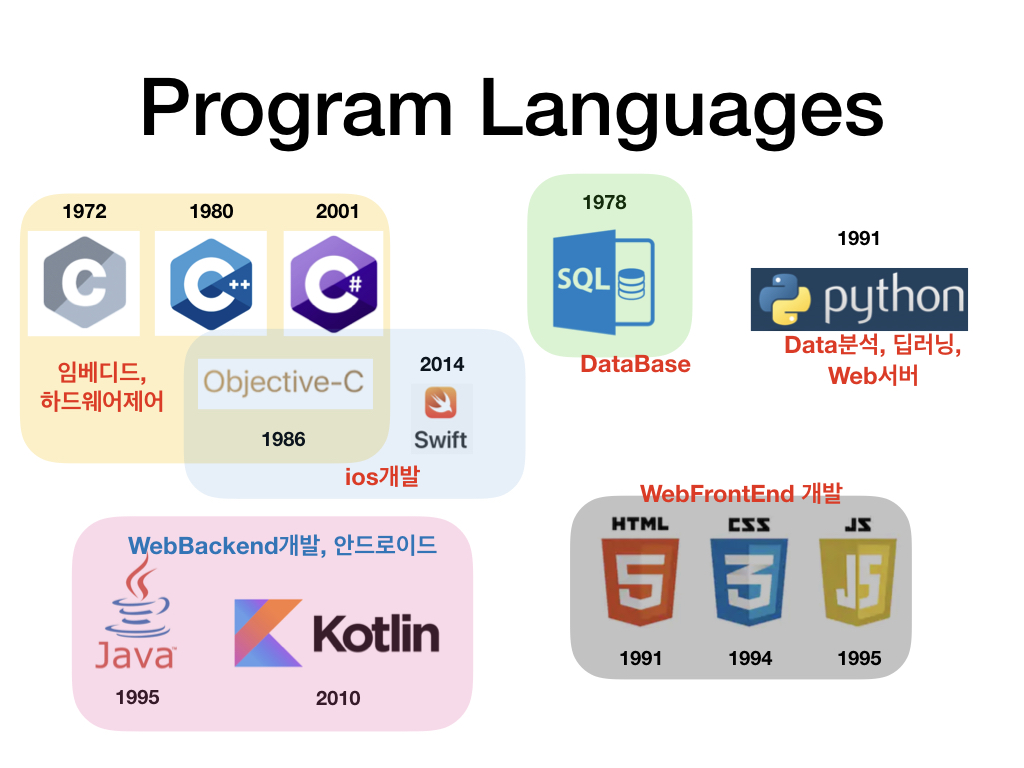 Program Languages
1972
1980
2001
C
C++
C#
임베디드,
하드웨어제어
Objective-C
1986
2014
Swift
ios개발
1978
SQL
DataBase
1991
python
Data분석, 딥러닝,
Web서버
WebBackend개발, 안드로이드
Java™
1995
Kotlin
2010
WebFrontEnd 개발
HTML
CSS
JS
5
3
JS
1991
1994
1995